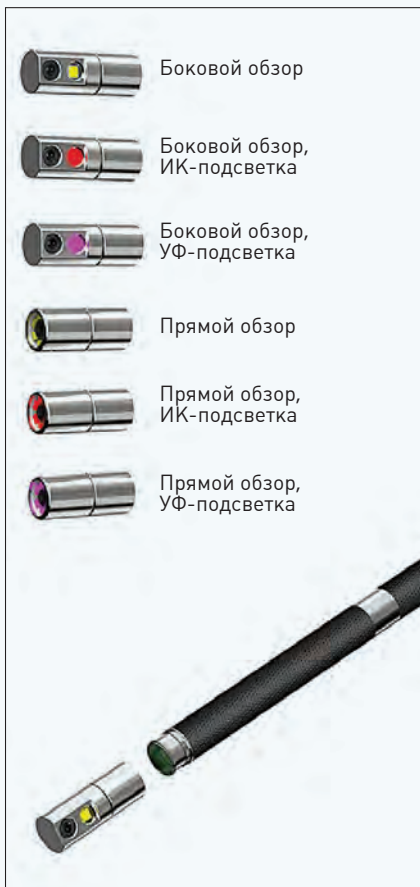 Боковой обзор
Боковой обзор,
ИК-подсветка
Боковой обзор,
УФ-подсветка
Прямой обзор
Прямой обзор,
ИК-подсветка
Прямой обзор,
УФ-подсветка